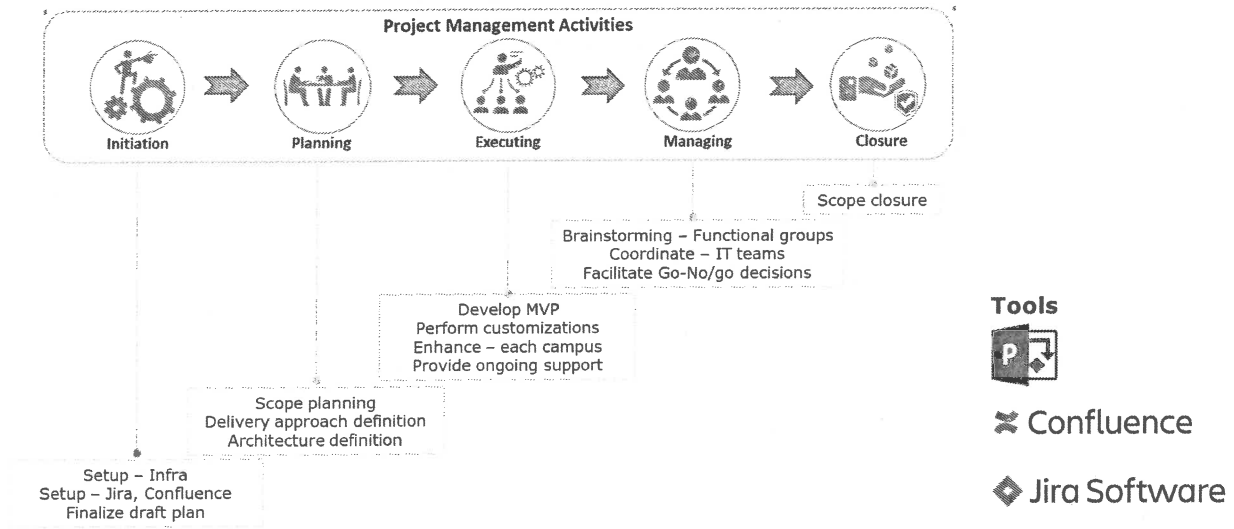 Project Management Activities
Initiation
Planning
Executing
Managing
Closure
Scope closure
Brainstorming – Functional groups
Coordinate – IT teams
Facilitate Go-No/go decisions
Develop MVP
Perform customizations
Enhance – each campus
Provide ongoing support
Scope planning
Delivery approach definition
Architecture definition
Setup – Infra
Setup – Jira, Confluence
Finalize draft plan
Tools
P
Confluence
Jira Software